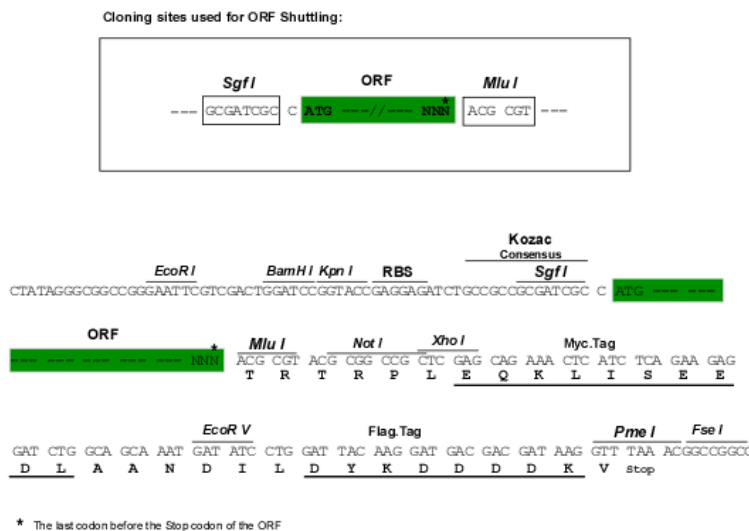 Cloning sites used for ORF Shuttling:
Sgf I ORF Mlu I
--- GCGATCGC C ATG ---//--- NNN* ACG CGT ---
Kozac
Consensus
EcoR I BamH I Kpn I RBS Sgf I
CTATAGGGCGGCCGGGAATTCGTCGACTGGATCCGGTACCGAGGAGATCTGCCGCCGCGATCGC C ATG --- ---
ORF Mlu I Not I Xho I Myc.Tag
--- --- --- --- --- --- NNN* ACG CGT ACG CGG CCG CTC GAG CAG AAA CTC ATC TCA GAA GAG
T R T R P L E Q K L I S E E
EcoR V Flag.Tag Pme I Fse I
GAT CTG GCA GCA AAT GAT ATC CTG GAT TAC AAG GAT GAC GAC GAT AAG GTT TAA ACGGCCGGCC
D L A A N D I L D Y K D D D D K V Stop
* The last codon before the Stop codon of the ORF